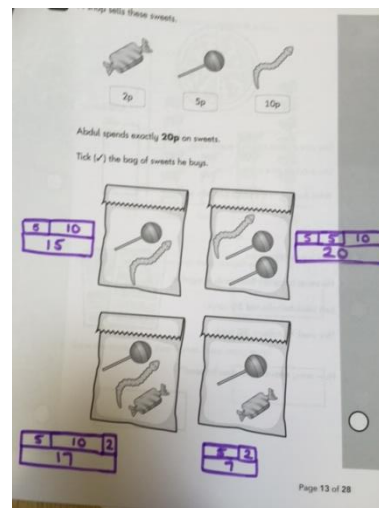 shop sells these sweets.
2p
5p
10p
Abdul spends exactly 20p on sweets.
Tick (✓) the bag of sweets he buys.
5 10
15
5 5 10
20
5 10 2
17
5 2
7
Page 13 of 28